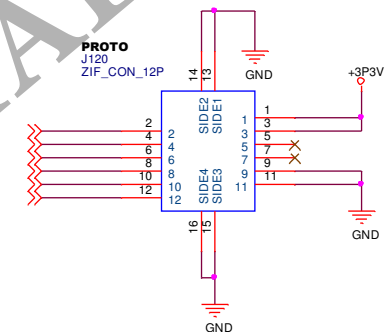 PROTO
J120
ZIF_CON_12P
14
13
GND
+3P3V
SIDE2
SIDE1
2
4
6
8
10
12
2
4
6
8
10
12
1
3
5
7
9
11
1
3
5
7
9
11
SIDE4
SIDE3
16
15
GND
GND